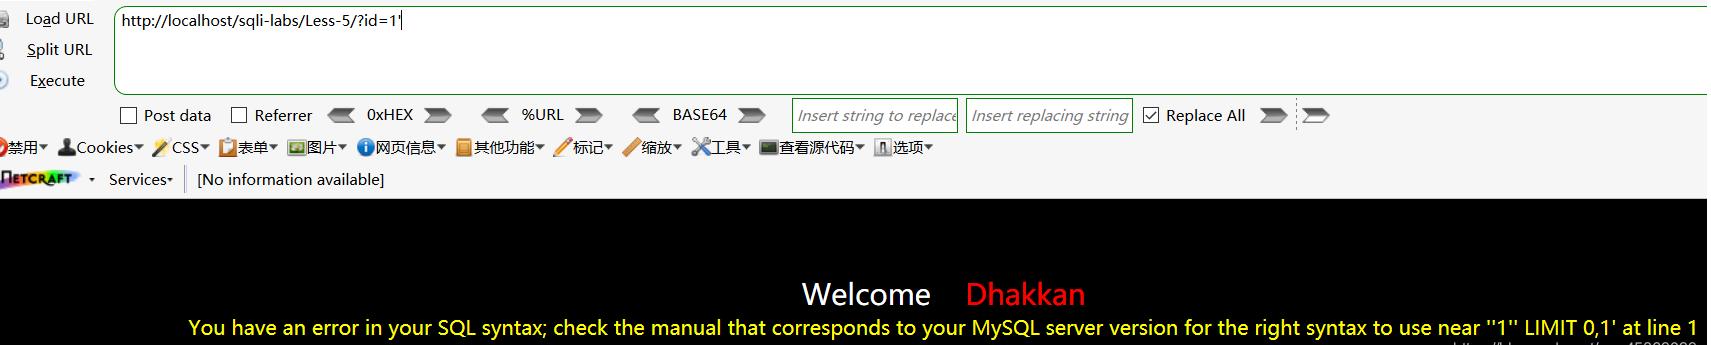 Load URL
http://localhost/sqli-labs/Less-5/?id=1'
Split URL
Execute
Post data Referrer 0xHEX %URL BASE64 Insert string to replace Insert replacing string Replace All
禁用 Cookies CSS 表单 图片 网页信息 其他功能 标记 缩放 工具 查看源代码 选项
NETCRAFT Services [No information available]
Welcome Dhakkan
You have an error in your SQL syntax; check the manual that corresponds to your MySQL server version for the right syntax to use near ''1'' LIMIT 0,1' at line 1